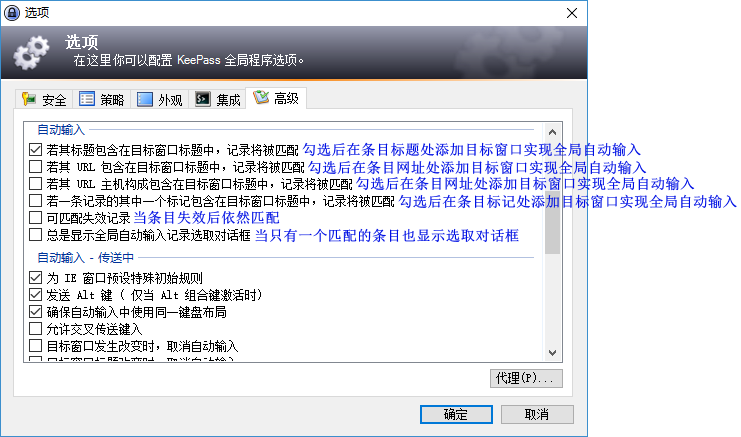 选项
选项
在这里你可以配置 KeePass 全局程序选项。
安全 策略 外观 集成 高级
自动输入
若其标题包含在目标窗口标题中，记录将被匹配 勾选后在条目标题处添加目标窗口实现全局自动输入
若其 URL 包含在目标窗口标题中，记录将被匹配 勾选后在条目网址处添加目标窗口实现全局自动输入
若其 URL 主机构成包含在目标窗口标题中，记录将被匹配 勾选后在条目网址处添加目标窗口实现全局自动输入
若一条记录的其中一个标记包含在目标窗口标题中，记录将被匹配 勾选后在条目标记处添加目标窗口实现全局自动输入
可匹配失效记录 当条目失效后依然匹配
总是显示全局自动输入记录选取对话框 当只有一个匹配的条目也显示选取对话框
自动输入 - 传送中
为 IE 窗口预设特殊初始规则
发送 Alt 键 ( 仅当 Alt 组合键激活时)
确保自动输入中使用同一键盘布局
允许交叉传送键入
目标窗口发生改变时，取消自动输入
目标窗口标题改变时，取消自动输入
代理(P)...
确定 取消